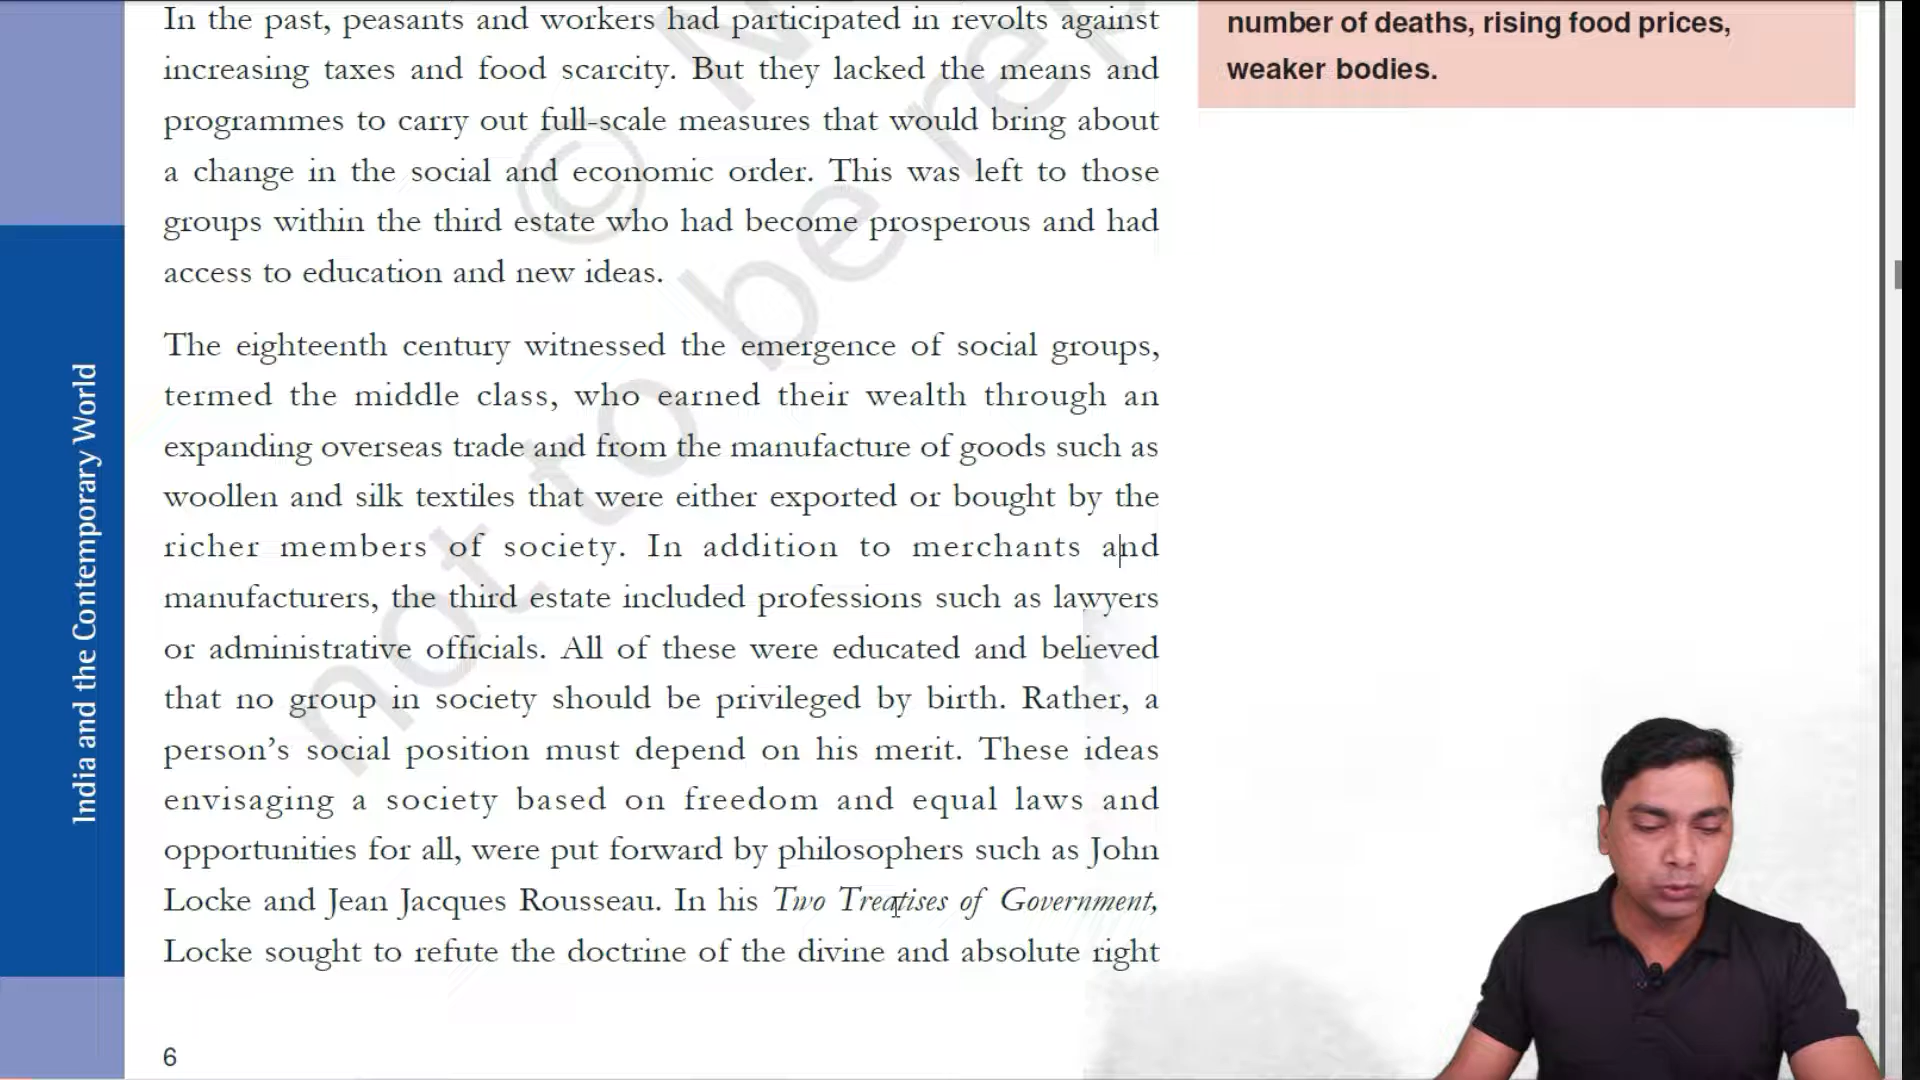 In the past, peasants and workers had participated in revolts against
increasing taxes and food scarcity. But they lacked the means and
programmes to carry out full-scale measures that would bring about
a change in the social and economic order. This was left to those
groups within the third estate who had become prosperous and had
access to education and new ideas.
The eighteenth century witnessed the emergence of social groups,
termed the middle class, who earned their wealth through an
expanding overseas trade and from the manufacture of goods such as
woollen and silk textiles that were either exported or bought by the
richer members of society. In addition to merchants and
manufacturers, the third estate included professions such as lawyers
or administrative officials. All of these were educated and believed
that no group in society should be privileged by birth. Rather, a
person’s social position must depend on his merit. These ideas
envisaging a society based on freedom and equal laws and
opportunities for all, were put forward by philosophers such as John
Locke and Jean Jacques Rousseau. In his Two Treatises of Government,
Locke sought to refute the doctrine of the divine and absolute right
6
number of deaths, rising food prices,
weaker bodies.
India and the Contemporary World
©
not to be